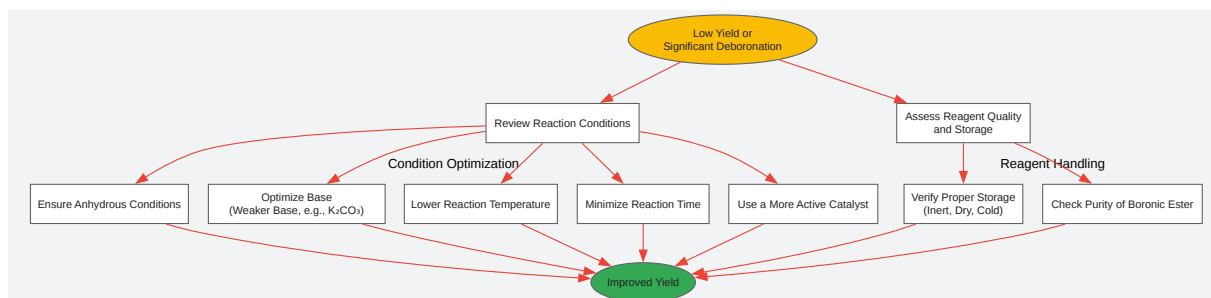 Low Yield or
Significant Deboronation
Review Reaction Conditions
Assess Reagent Quality
and Storage
Condition Optimization
Reagent Handling
Ensure Anhydrous Conditions
Optimize Base
(Weaker Base, e.g., K₂CO₃)
Lower Reaction Temperature
Minimize Reaction Time
Use a More Active Catalyst
Verify Proper Storage
(Inert, Dry, Cold)
Check Purity of Boronic Ester
Improved Yield